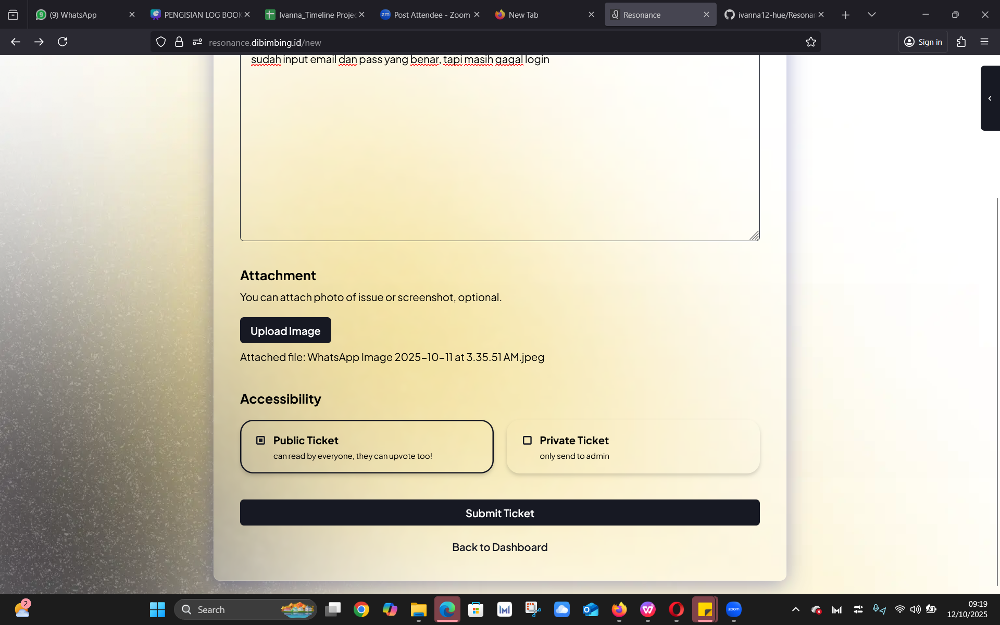 (9) WhatsApp
PENGISIAN LOG BOOK
Ivanna_Timeline Projec
Post Attendee - Zoom
New Tab
Resonance
ivanna12-hue/Resonan
resonance.dibimbing.id/new
Sign in
sudah input email dan pass yang benar, tapi masih gagal login
Attachment
You can attach photo of issue or screenshot, optional.
Upload Image
Attached file: WhatsApp Image 2025-10-11 at 3.35.51 AM.jpeg
Accessibility
Public Ticket
can read by everyone, they can upvote too!
Private Ticket
only send to admin
Submit Ticket
Back to Dashboard
2
Search
zoom
09:19
12/10/2025